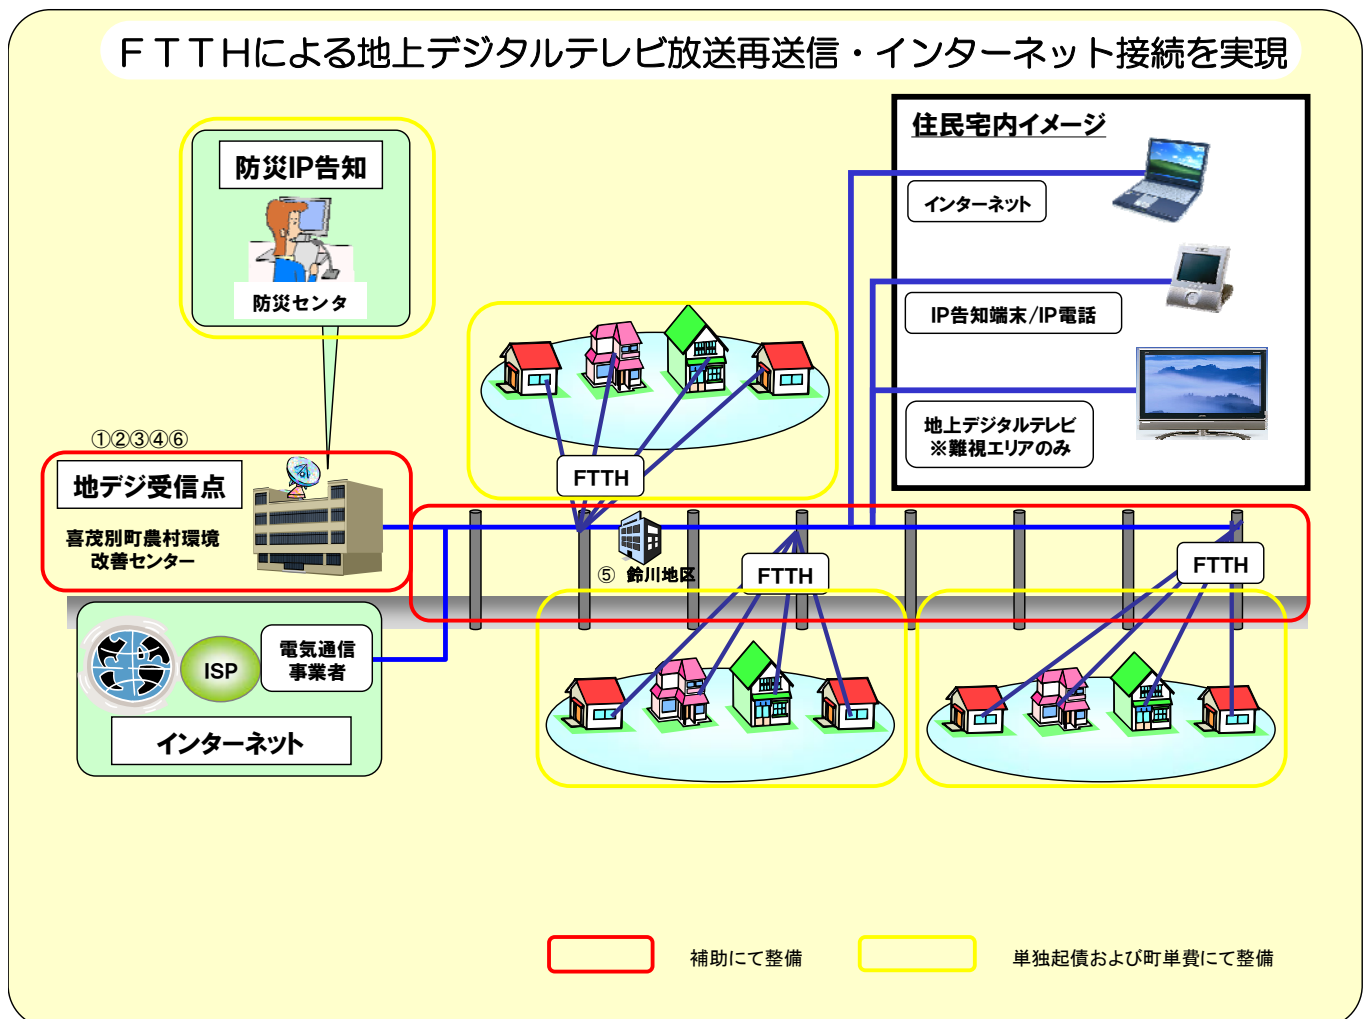 ＦＴＴＨによる地上デジタルテレビ放送再送信・インターネット接続を実現
防災IP告知
防災センタ
住民宅内イメージ
インターネット
IP告知端末/IP電話
地上デジタルテレビ
※難視エリアのみ
①②③④⑥
地デジ受信点
喜茂別町農村環境
改善センター
FTTH
⑤ 鈴川地区
FTTH
FTTH
ISP
電気通信
事業者
インターネット
補助にて整備
単独起債および町単費にて整備